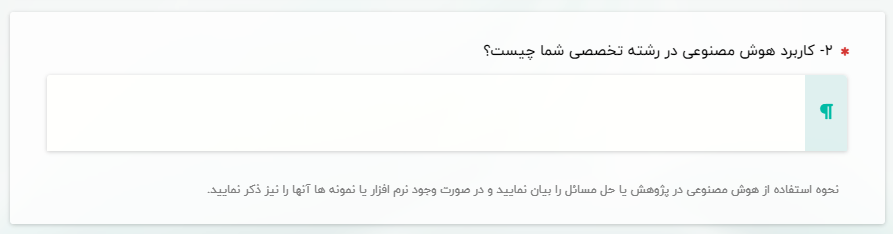 * ۲- کاربرد هوش مصنوعی در رشته تخصصی شما چیست؟
¶
نحوه استفاده از هوش مصنوعی در پژوهش یا حل مسائل را بیان نمایید و در صورت وجود نرم افزار یا نمونه ها آنها را نیز ذکر نمایید.